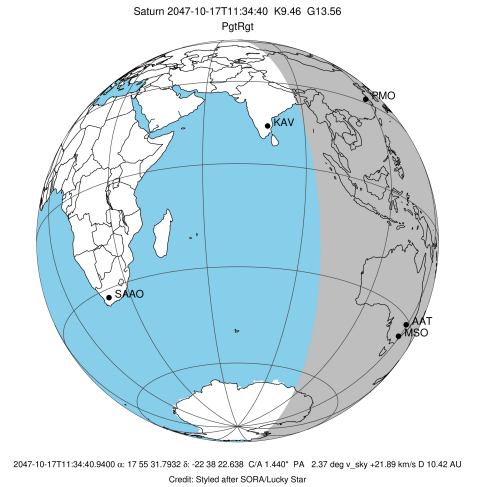 Saturn 2047-10-17T11:34:40 K9.46 G13.56
PgtRgt
PMO
KAV
SAAO
AAT
MSO
2047-10-17T11:34:40.9400 α: 17 55 31.7932 δ: -22 38 22.638 C/A 1.440" PA 2.37 deg v_sky +21.89 km/s D 10.42 AU
Credit: Styled after SORA/Lucky Star